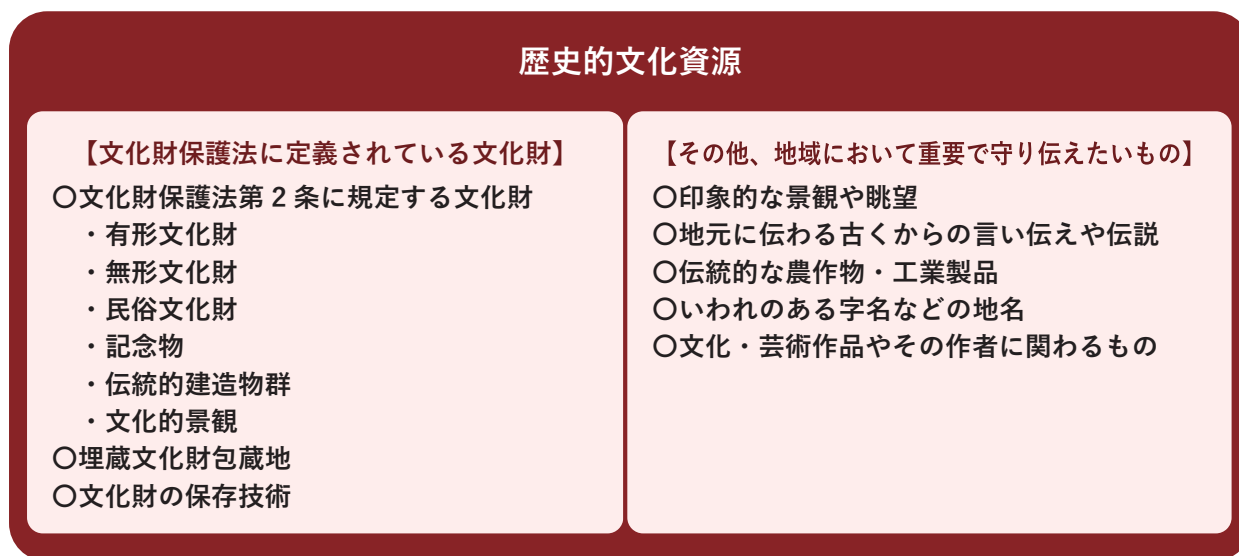 歴史的文化資源
【文化財保護法に定義されている文化財】
〇文化財保護法第 2 条に規定する文化財
・有形文化財
・無形文化財
・民俗文化財
・記念物
・伝統的建造物群
・文化的景観
〇埋蔵文化財包蔵地
〇文化財の保存技術
【その他、地域において重要で守り伝えたいもの】
〇印象的な景観や眺望
〇地元に伝わる古くからの言い伝えや伝説
〇伝統的な農作物・工業製品
〇いわれのある字名などの地名
〇文化・芸術作品やその作者に関わるもの